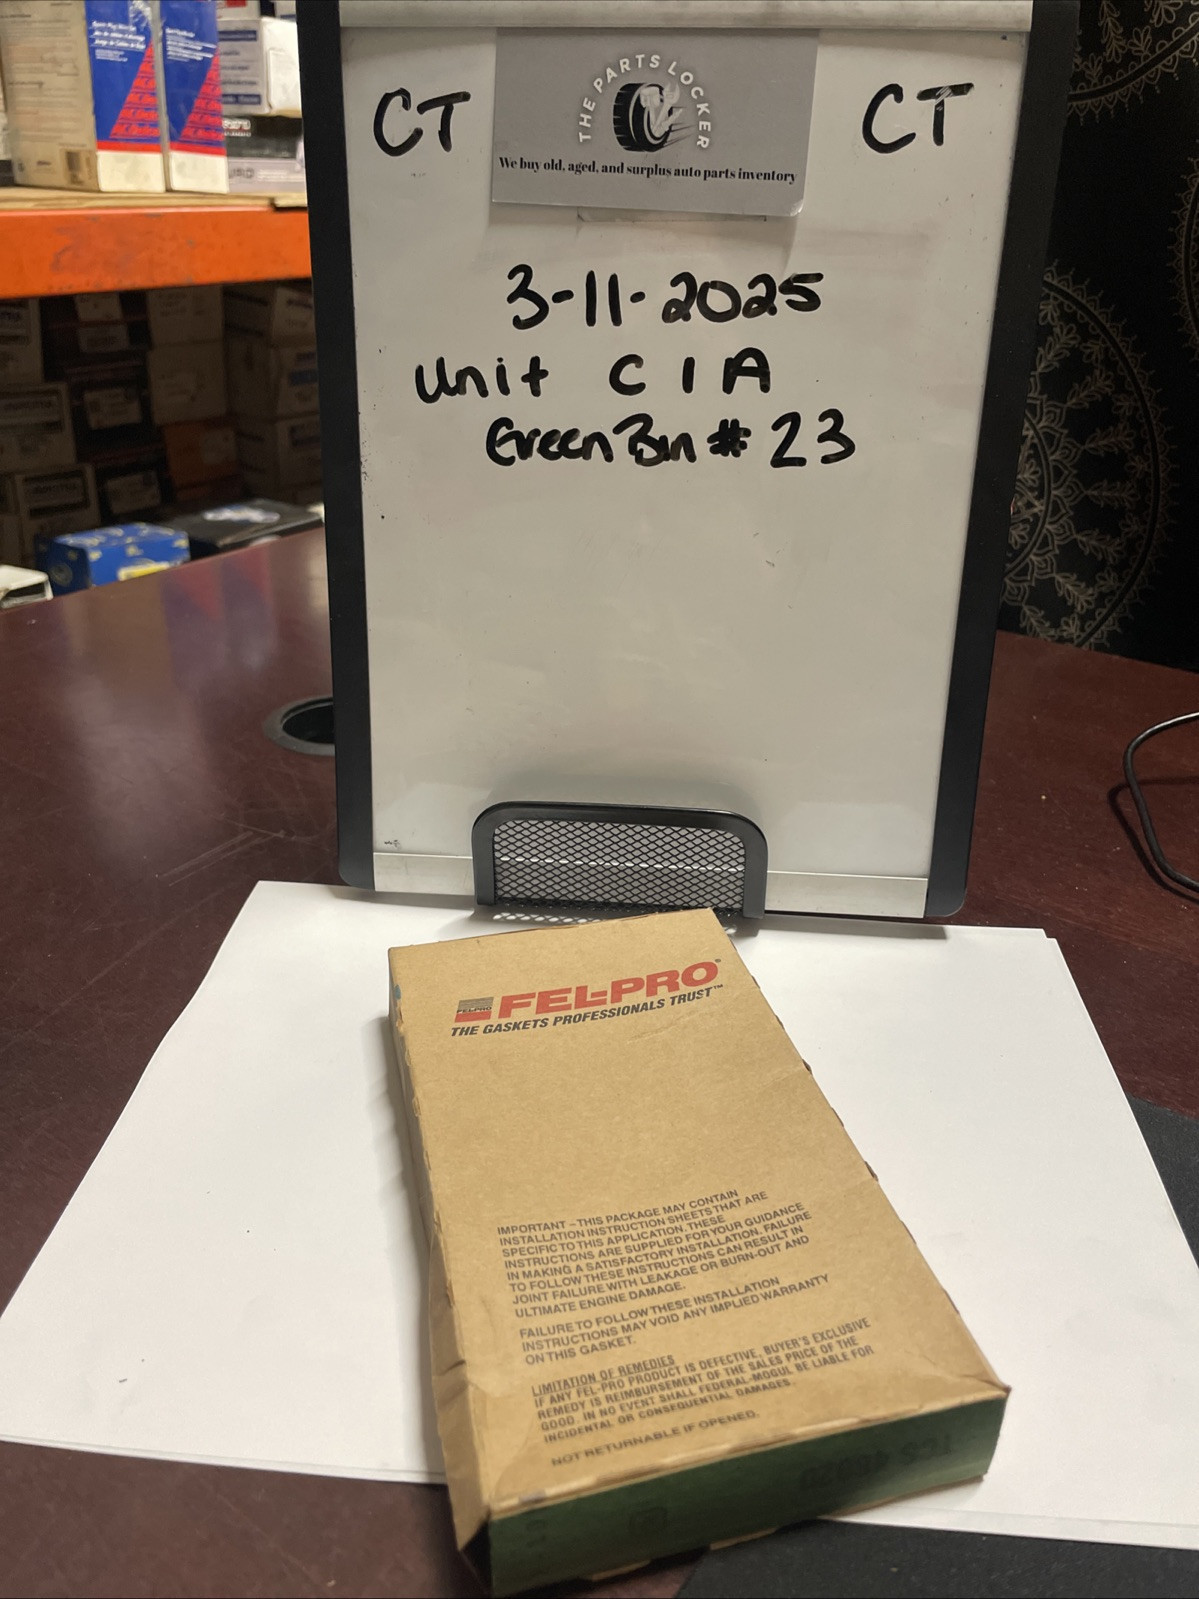 CT
CT
THE PARTS LOCKER
We buy old, aged, and surplus auto parts inventory
3-11-2025
Unit C1A
Green Bin # 23
FEL-PRO
FEL-PRO®
THE GASKETS PROFESSIONALS TRUST™
IMPORTANT – THIS PACKAGE MAY CONTAIN
INSTALLATION INSTRUCTION SHEETS THAT ARE
SPECIFIC TO THIS APPLICATION. THESE
INSTRUCTIONS ARE SUPPLIED FOR YOUR GUIDANCE
IN MAKING A SATISFACTORY INSTALLATION. FAILURE
TO FOLLOW THESE INSTRUCTIONS CAN RESULT IN
JOINT FAILURE WITH LEAKAGE OR BURN-OUT AND
ULTIMATE ENGINE DAMAGE.
FAILURE TO FOLLOW THESE INSTALLATION
INSTRUCTIONS MAY VOID ANY IMPLIED WARRANTY
ON THIS GASKET.
LIMITATION OF REMEDIES
IF ANY FEL-PRO PRODUCT IS DEFECTIVE, BUYER'S EXCLUSIVE
REMEDY IS REIMBURSEMENT OF THE SALES PRICE OF THE
GOOD. IN NO EVENT SHALL FEDERAL-MOGUL BE LIABLE FOR
INCIDENTAL OR CONSEQUENTIAL DAMAGES.
NOT RETURNABLE IF OPENED.